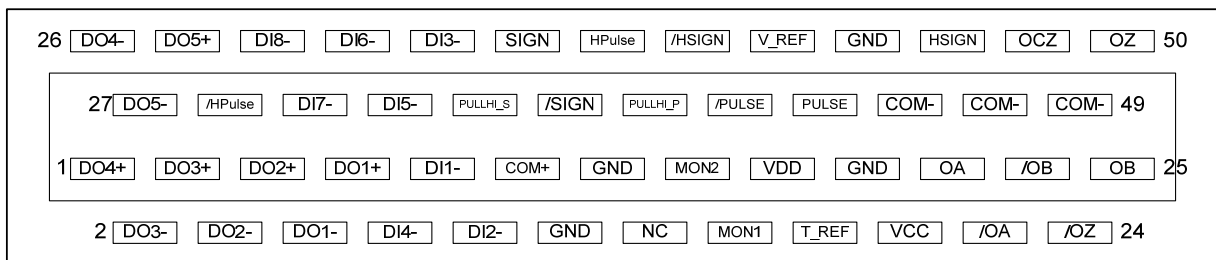 26 DO4- DO5+ DI8- DI6- DI3- SIGN HPulse /HSIGN V_REF GND HSIGN OCZ OZ 50
27 DO5- /HPulse DI7- DI5- PULLHI_S /SIGN PULLHI_P /PULSE PULSE COM- COM- COM- 49
1 DO4+ DO3+ DO2+ DO1+ DI1- COM+ GND MON2 VDD GND OA /OB OB 25
2 DO3- DO2- DO1- DI4- DI2- GND NC MON1 T_REF VCC /OA /OZ 24